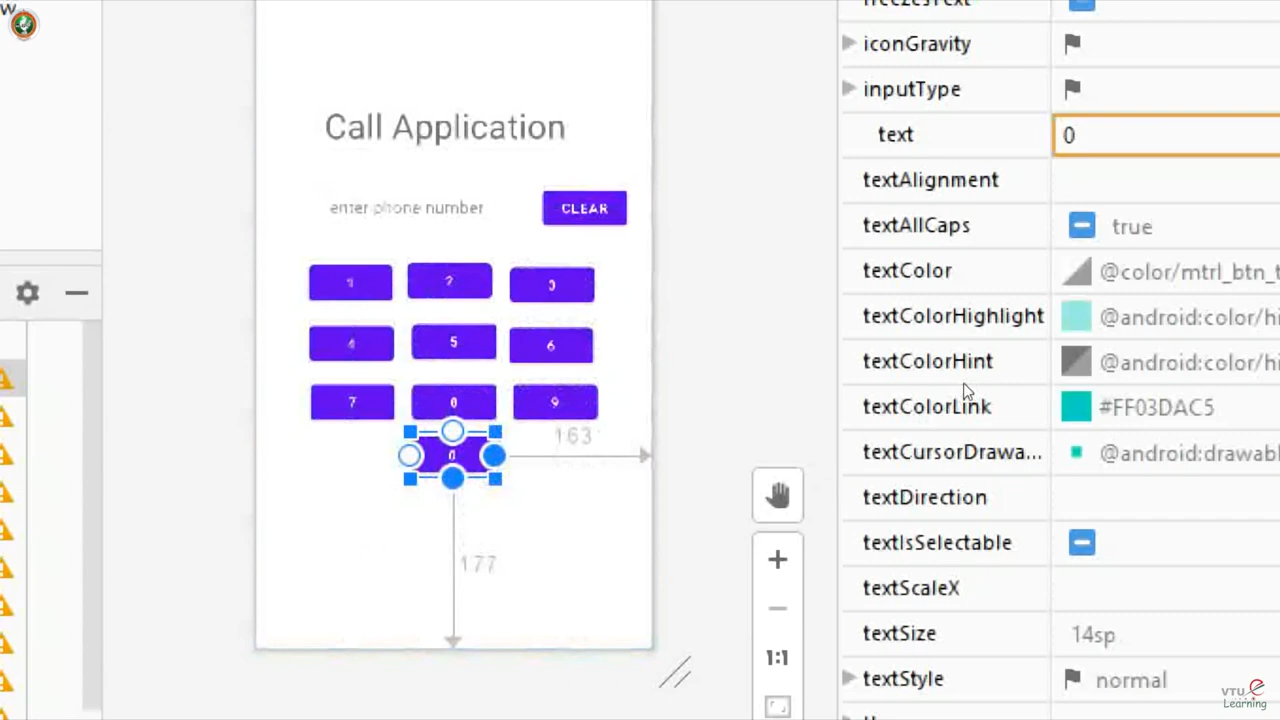 w
freezesText
iconGravity
inputType
text 0
textAlignment
textAllCaps true
textColor @color/mtrl_btn_t
textColorHighlight @android:color/hi
textColorHint @android:color/hi
textColorLink #FF03DAC5
textCursorDrawa... @android:drawabl
textDirection
textIsSelectable
textScaleX
textSize 14sp
textStyle normal
Call Application
enter phone number CLEAR
1 2 3
4 5 6
7 8 9
0
163
177
1:1
VTU e
Learning